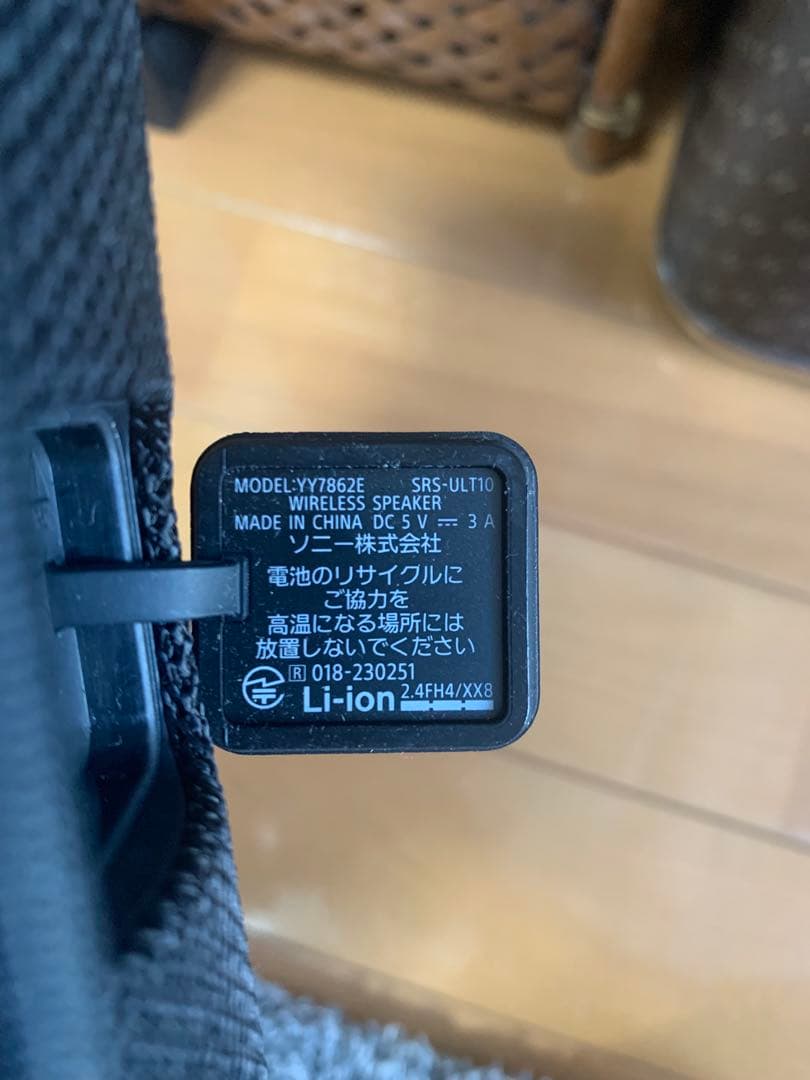 MODEL:YY7862E SRS-ULT10
WIRELESS SPEAKER
MADE IN CHINA DC 5 V ⎓ 3 A
ソニー株式会社
電池のリサイクルに
ご協力を
高温になる場所には
放置しないでください
R 018-230251
Li-ion 2.4FH4/XX8